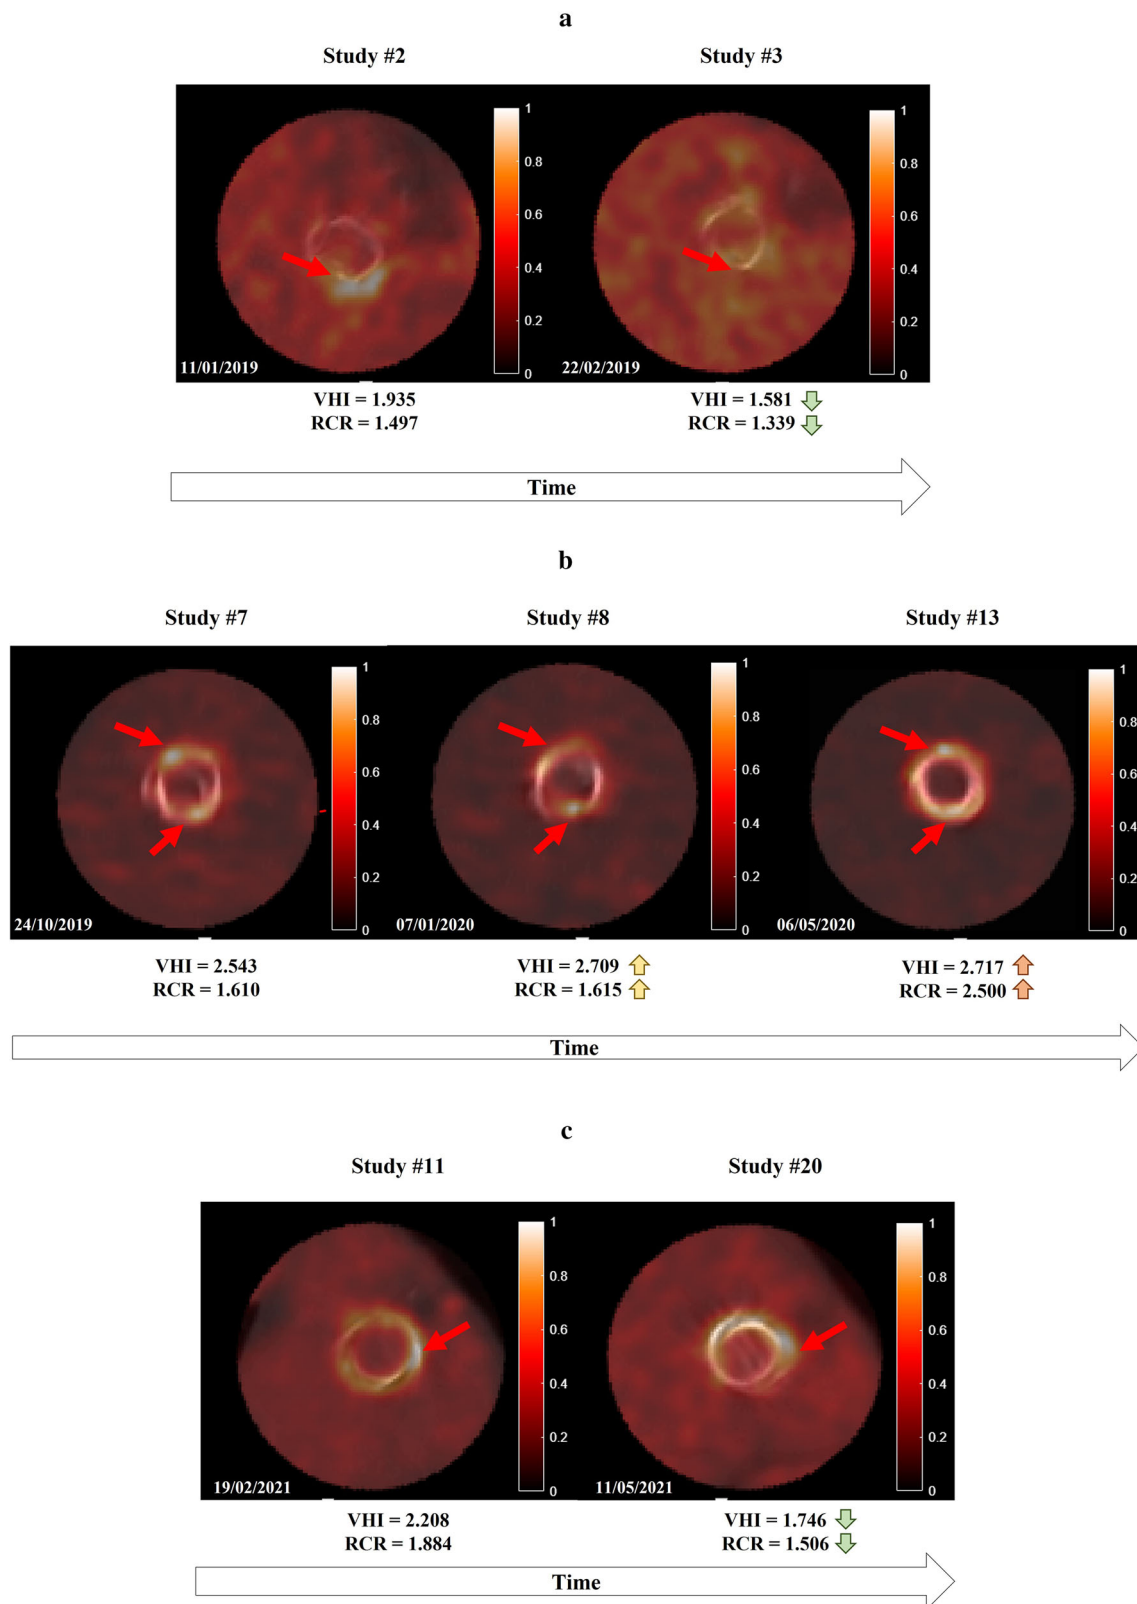 a
Study #2
Study #3
1
0.8
0.6
0.4
0.2
0
1
0.8
0.6
0.4
0.2
0
11/01/2019
22/02/2019
VHI = 1.935
RCR = 1.497
VHI = 1.581
RCR = 1.339
Time
b
Study #7
Study #8
Study #13
1
0.8
0.6
0.4
0.2
0
1
0.8
0.6
0.4
0.2
0
1
0.8
0.6
0.4
0.2
0
24/10/2019
07/01/2020
06/05/2020
VHI = 2.543
RCR = 1.610
VHI = 2.709
RCR = 1.615
VHI = 2.717
RCR = 2.500
Time
c
Study #11
Study #20
1
0.8
0.6
0.4
0.2
0
1
0.8
0.6
0.4
0.2
0
19/02/2021
11/05/2021
VHI = 2.208
RCR = 1.884
VHI = 1.746
RCR = 1.506
Time